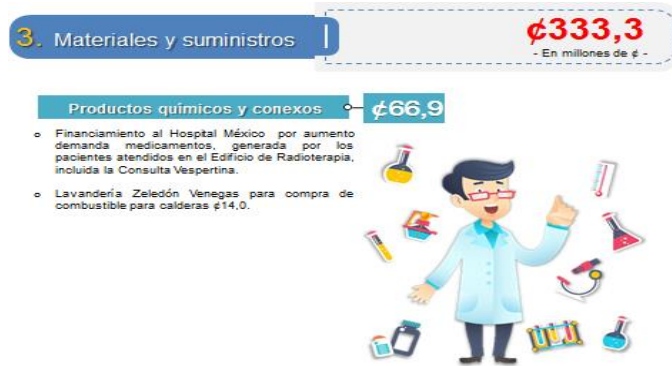 3. Materiales y suministros
¢333,3
- En millones de ¢ -
Productos químicos y conexos
¢66,9
o Financiamiento al Hospital México por aumento
demanda medicamentos, generada por los
pacientes atendidos en el Edificio de Radioterapia,
incluida la Consulta Vespertina.
o Lavandería Zeledón Venegas para compra de
combustible para calderas ¢14,0.